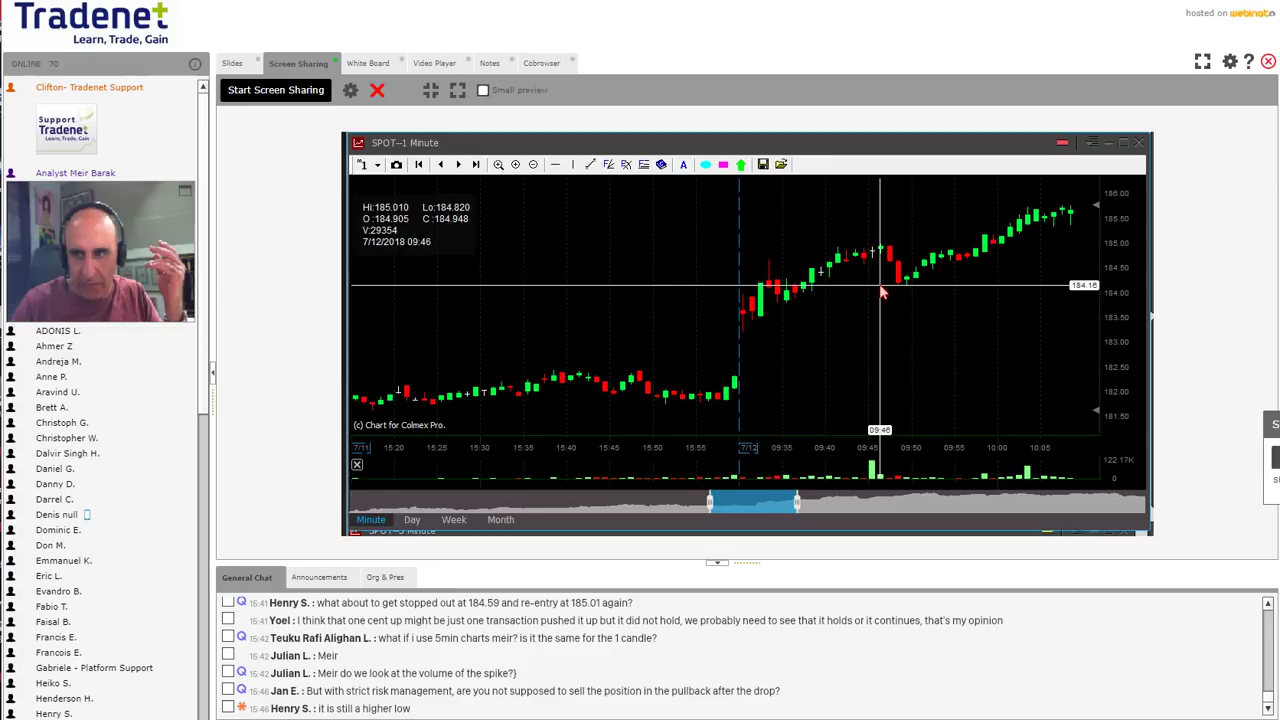 Tradenet
Learn, Trade, Gain
hosted on webinato
ONLINE 70
Slides
Screen Sharing
White Board
Video Player
Notes
Cobrowser
Start Screen Sharing
Small preview
Clifton- Tradenet Support
Support
Tradenet
Learn, Trade, Gain
Analyst Meir Barak
ADONIS L.
Ahmer Z
Andreja M.
Anne P.
Aravind U.
Brett A.
Christoph G.
Christopher W.
Dalvir Singh H.
Daniel G.
Danny D.
Darrel C.
Denis null
Dominic E.
Don M.
Emmanuel K.
Eric L.
Evandro B.
Fabio T.
Faisal B.
Francis E.
Francois E.
Gabriele - Platform Support
Heiko S.
Henderson H.
Henry S.
SPOT--1 Minute
Hi:185.010 Lo:184.820
O :184.905 C :184.948
V:29354
7/12/2018 09:46
186.00
185.50
185.00
184.50
184.16
184.00
183.50
183.00
182.50
182.00
181.50
(c) Chart for Colmex Pro.
09:46
7/11 15:20 15:25 15:30 15:35 15:40 15:45 15:50 15:55 7/12 09:35 09:40 09:45 09:50 09:55 10:00 10:05
122.17K
0
Minute Day Week Month
General Chat
Announcements
Org & Pres
15:41 Henry S. : what about to get stopped out at 184.59 and re-entry at 185.01 again?
15:41 Yoel : I think that one cent up might be just one transaction pushed it up but it did not hold, we probably need to see that it holds or it continues, that's my opinion
15:42 Teuku Rafi Alighan L. : what if i use 5min charts meir? is it the same for the 1 candle?
15:42 Julian L. : Meir
15:42 Julian L. : Meir do we look at the volume of the spike?}
15:46 Jan E. : But with strict risk management, are you not supposed to sell the position in the pullback after the drop?
15:46 Henry S. : it is still a higher low